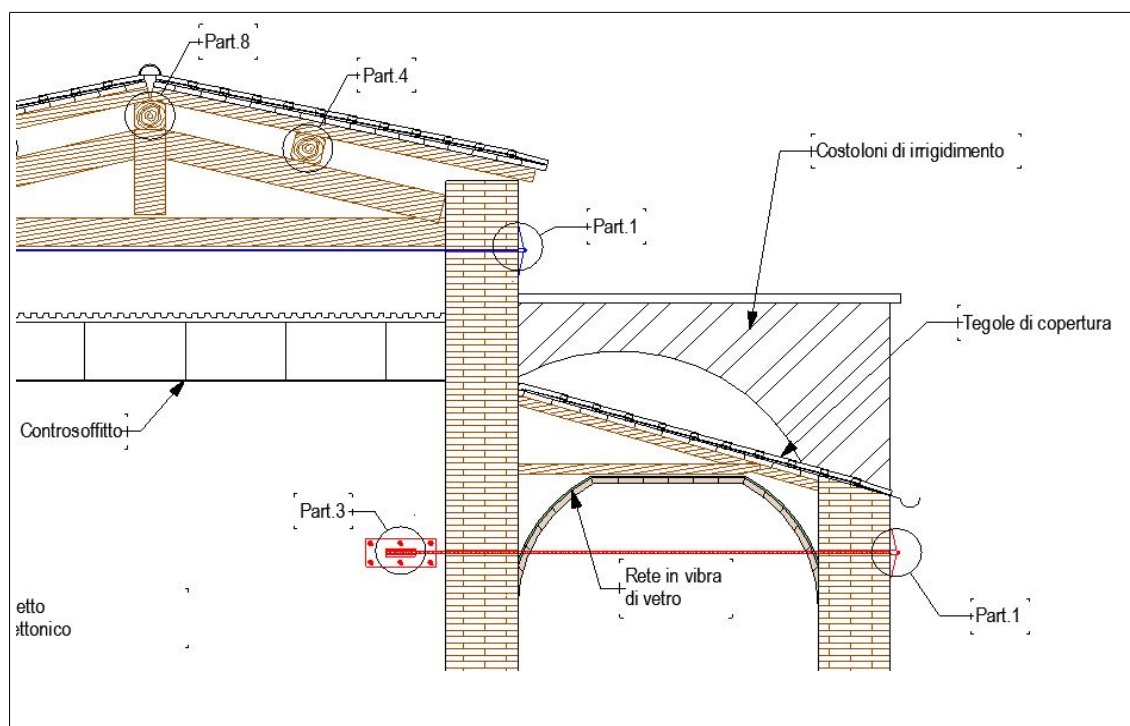 Part.8
Part.4
Costoloni di irrigidimento
Part.1
Tegole di copertura
Controsoffitto
Part.3
Rete in vibra
di vetro
Part.1
etto
ettonico